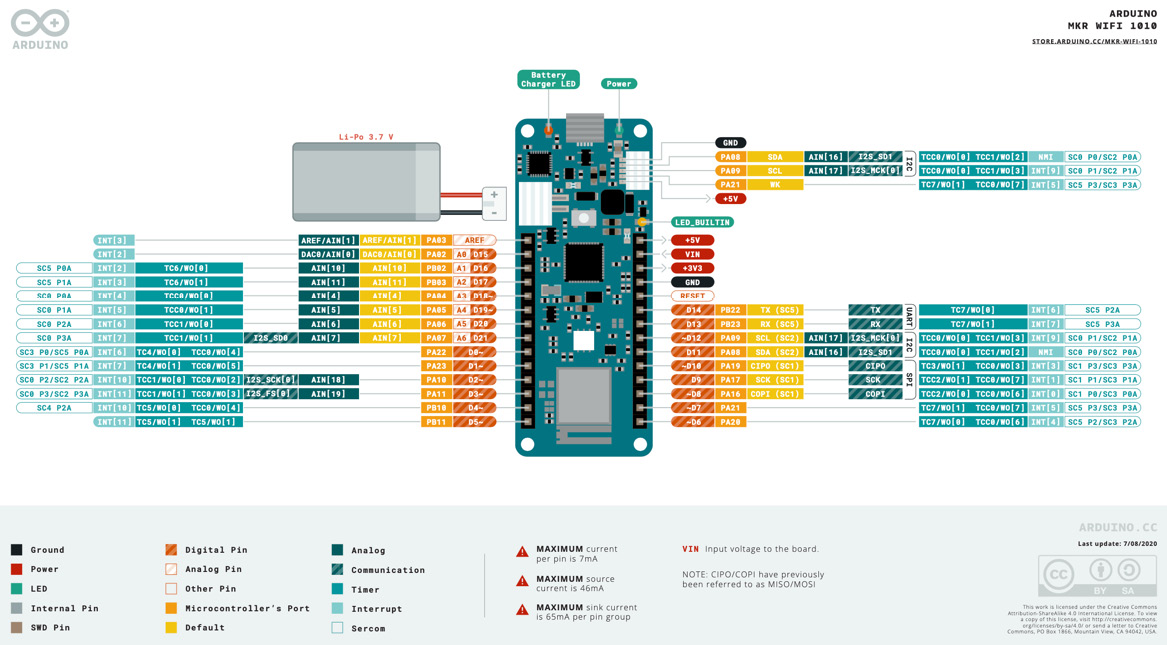 ARDUINO
ARDUINO
MKR WIFI 1010
STORE.ARDUINO.CC/MKR-WIFI-1010
Battery
Charger LED
Power
Li-Po 3.7 V
+
-
GND
PA08 SDA AIN[16] I2S_SD1 I2C TCC0/WO[0] TCC1/WO[2] NMI SC0 P0/SC2 P0A
PA09 SCL AIN[17] I2S_MCK[0] TCC0/WO[0] TCC0/WO[3] INT[9] SC0 P1/SC2 P1A
PA21 WK TC7/WO[1] TCC0/WO[7] INT[5] SC5 P3/SC3 P3A
+5V
LED_BUILTIN
INT[3] AREF/AIN[1] AREF/AIN[1] PA03 AREF
INT[2] DAC0/AIN[0] DAC0/AIN[0] PA02 A0 D15
SC5 P0A INT[2] TC6/WO[0] AIN[10] AIN[10] PB02 A1 D16
SC5 P1A INT[3] TC6/WO[1] AIN[11] AIN[11] PB03 A2 D17
SC0 P0A INT[4] TCC0/WO[0] AIN[4] AIN[4] PA04 A3 D18~
SC0 P1A INT[5] TCC0/WO[0] AIN[5] AIN[5] PA05 A4 D19~
SC0 P2A INT[6] TCC1/WO[0] AIN[6] AIN[6] PA06 A5 D20
SC0 P3A INT[7] TCC1/WO[1] I2S_SD0 AIN[7] AIN[7] PA07 A6 D21
SC3 P0/SC5 P0A INT[6] TC4/WO[0] TCC0/WO[4] PA22 D0~
SC3 P1/SC5 P1A INT[7] TC4/WO[1] TCC0/WO[5] PA23 D1~
SC0 P2/SC2 P2A INT[10] TCC1/WO[0] TCC0/WO[2] I2S_SCK[0] AIN[18] PA10 D2~
SC0 P3/SC2 P3A INT[11] TCC1/WO[1] TCC0/WO[3] I2S_FS[0] AIN[19] PA11 D3~
SC4 P2A INT[10] TC5/WO[0] TCC0/WO[4] PB10 D4~
INT[11] TC5/WO[1] TC5/WO[1] PB11 D5~
+5V
VIN
+3V3
GND
RESET
D14 PB22 TX (SC5) TX UART TC7/WO[0] INT[6] SC5 P2A
D13 PB23 RX (SC5) RX TC7/WO[1] INT[7] SC5 P3A
~D12 PA09 SCL (SC2) AIN[17] I2S_MCK[0] I2C TCC0/WO[0] TCC0/WO[3] INT[9] SC0 P1/SC2 P1A
D11 PA08 SDA (SC2) AIN[16] I2S_SD1 TCC0/WO[0] TCC0/WO[2] NMI SC0 P0/SC2 P0A
~D10 PA19 CIPO (SC1) CIPO SPI TC3/WO[1] TCC0/WO[3] INT[3] SC1 P3/SC3 P3A
D9 PA17 SCK (SC1) SCK TCC2/WO[1] TCC0/WO[7] INT[1] SC1 P1/SC3 P1A
~D8 PA16 COPI (SC1) COPI TCC2/WO[0] TCC0/WO[6] INT[0] SC1 P0/SC3 P0A
~D7 PA21 TC7/WO[1] TCC0/WO[7] INT[5] SC5 P3/SC3 P3A
~D6 PA20 TC7/WO[0] TCC0/WO[6] INT[4] SC5 P2/SC3 P2A
Ground
Power
LED
Internal Pin
SWD Pin
Digital Pin
Analog Pin
Other Pin
Microcontroller's Port
Default
Analog
Communication
Timer
Interrupt
Sercom
MAXIMUM current
per pin is 7mA
MAXIMUM source
current is 46mA
MAXIMUM sink current
is 65mA per pin group
VIN Input voltage to the board.
NOTE: CIPO/COPI have previously
been referred to as MISO/MOSI
ARDUINO.CC
Last update: 7/08/2020
CC
BY SA
This work is licensed under the Creative Commons
Attribution-ShareAlike 4.0 International License. To view
a copy of this license, visit http://creativecommons.
org/licenses/by-sa/4.0/ or send a letter to Creative
Commons, PO Box 1866, Mountain View, CA 94042, USA.